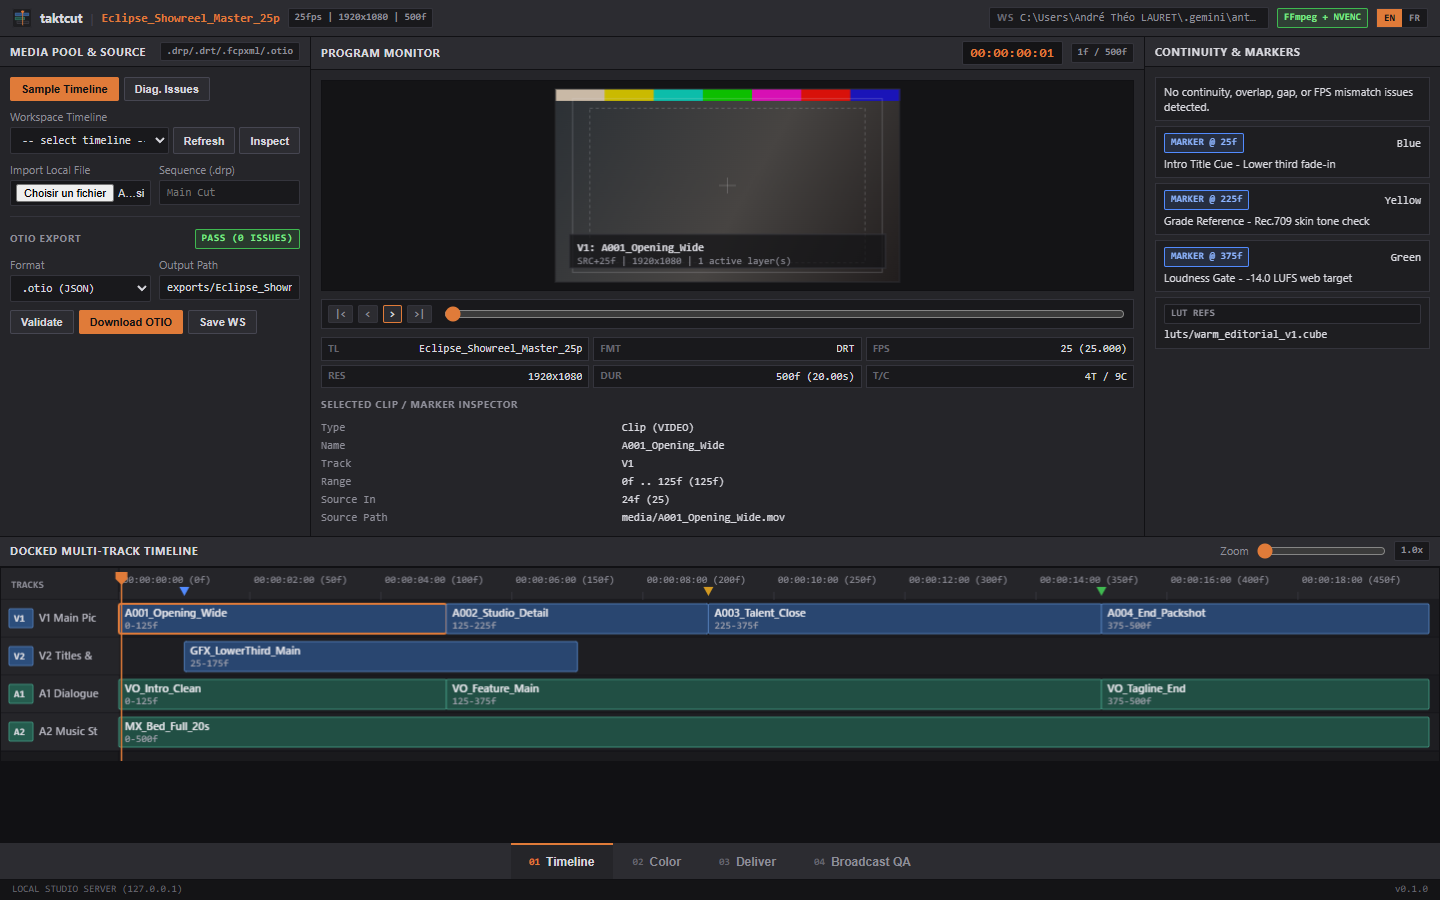 taktcut
Eclipse_Showreel_Master_25p
25fps | 1920x1080 | 500f
WS C:\Users\André Théo LAURET\.gemini\ant…
FFmpeg + NVENC
EN FR
MEDIA POOL & SOURCE
.drp/.drt/.fcpxml/.otio
Sample Timeline
Diag. Issues
Workspace Timeline
-- select timeline -
Refresh
Inspect
Import Local File
Sequence (.drp)
Choisir un fichier A…si
Main Cut
OTIO EXPORT
PASS (0 ISSUES)
Format
Output Path
.otio (JSON)
exports/Eclipse_Showr
Validate
Download OTIO
Save WS
PROGRAM MONITOR
00:00:00:01
1f / 500f
V1: A001_Opening_Wide
SRC+25f | 1920x1080 | 1 active layer(s)
|< < > >|
TL Eclipse_Showreel_Master_25p
FMT DRT
FPS 25 (25.000)
RES 1920x1080
DUR 500f (20.00s)
T/C 4T / 9C
SELECTED CLIP / MARKER INSPECTOR
Type Clip (VIDEO)
Name A001_Opening_Wide
Track V1
Range 0f .. 125f (125f)
Source In 24f (25)
Source Path media/A001_Opening_Wide.mov
CONTINUITY & MARKERS
No continuity, overlap, gap, or FPS mismatch issues
detected.
MARKER @ 25f Blue
Intro Title Cue - Lower third fade-in
MARKER @ 225f Yellow
Grade Reference - Rec.709 skin tone check
MARKER @ 375f Green
Loudness Gate - -14.0 LUFS web target
LUT REFS
luts/warm_editorial_v1.cube
DOCKED MULTI-TRACK TIMELINE
Zoom 1.0x
TRACKS
00:00:00:00 (0f) 00:00:02:00 (50f) 00:00:04:00 (100f) 00:00:06:00 (150f) 00:00:08:00 (200f) 00:00:10:00 (250f) 00:00:12:00 (300f) 00:00:14:00 (350f) 00:00:16:00 (400f) 00:00:18:00 (450f)
V1 V1 Main Pic
A001_Opening_Wide A002_Studio_Detail A003_Talent_Close A004_End_Packshot
0-125f 125-225f 225-375f 375-500f
V2 V2 Titles &
GFX_LowerThird_Main
25-175f
A1 A1 Dialogue
VO_Intro_Clean VO_Feature_Main VO_Tagline_End
0-125f 125-375f 375-500f
A2 A2 Music St
MX_Bed_Full_20s
0-500f
01 Timeline
02 Color
03 Deliver
04 Broadcast QA
LOCAL STUDIO SERVER (127.0.0.1)
v0.1.0